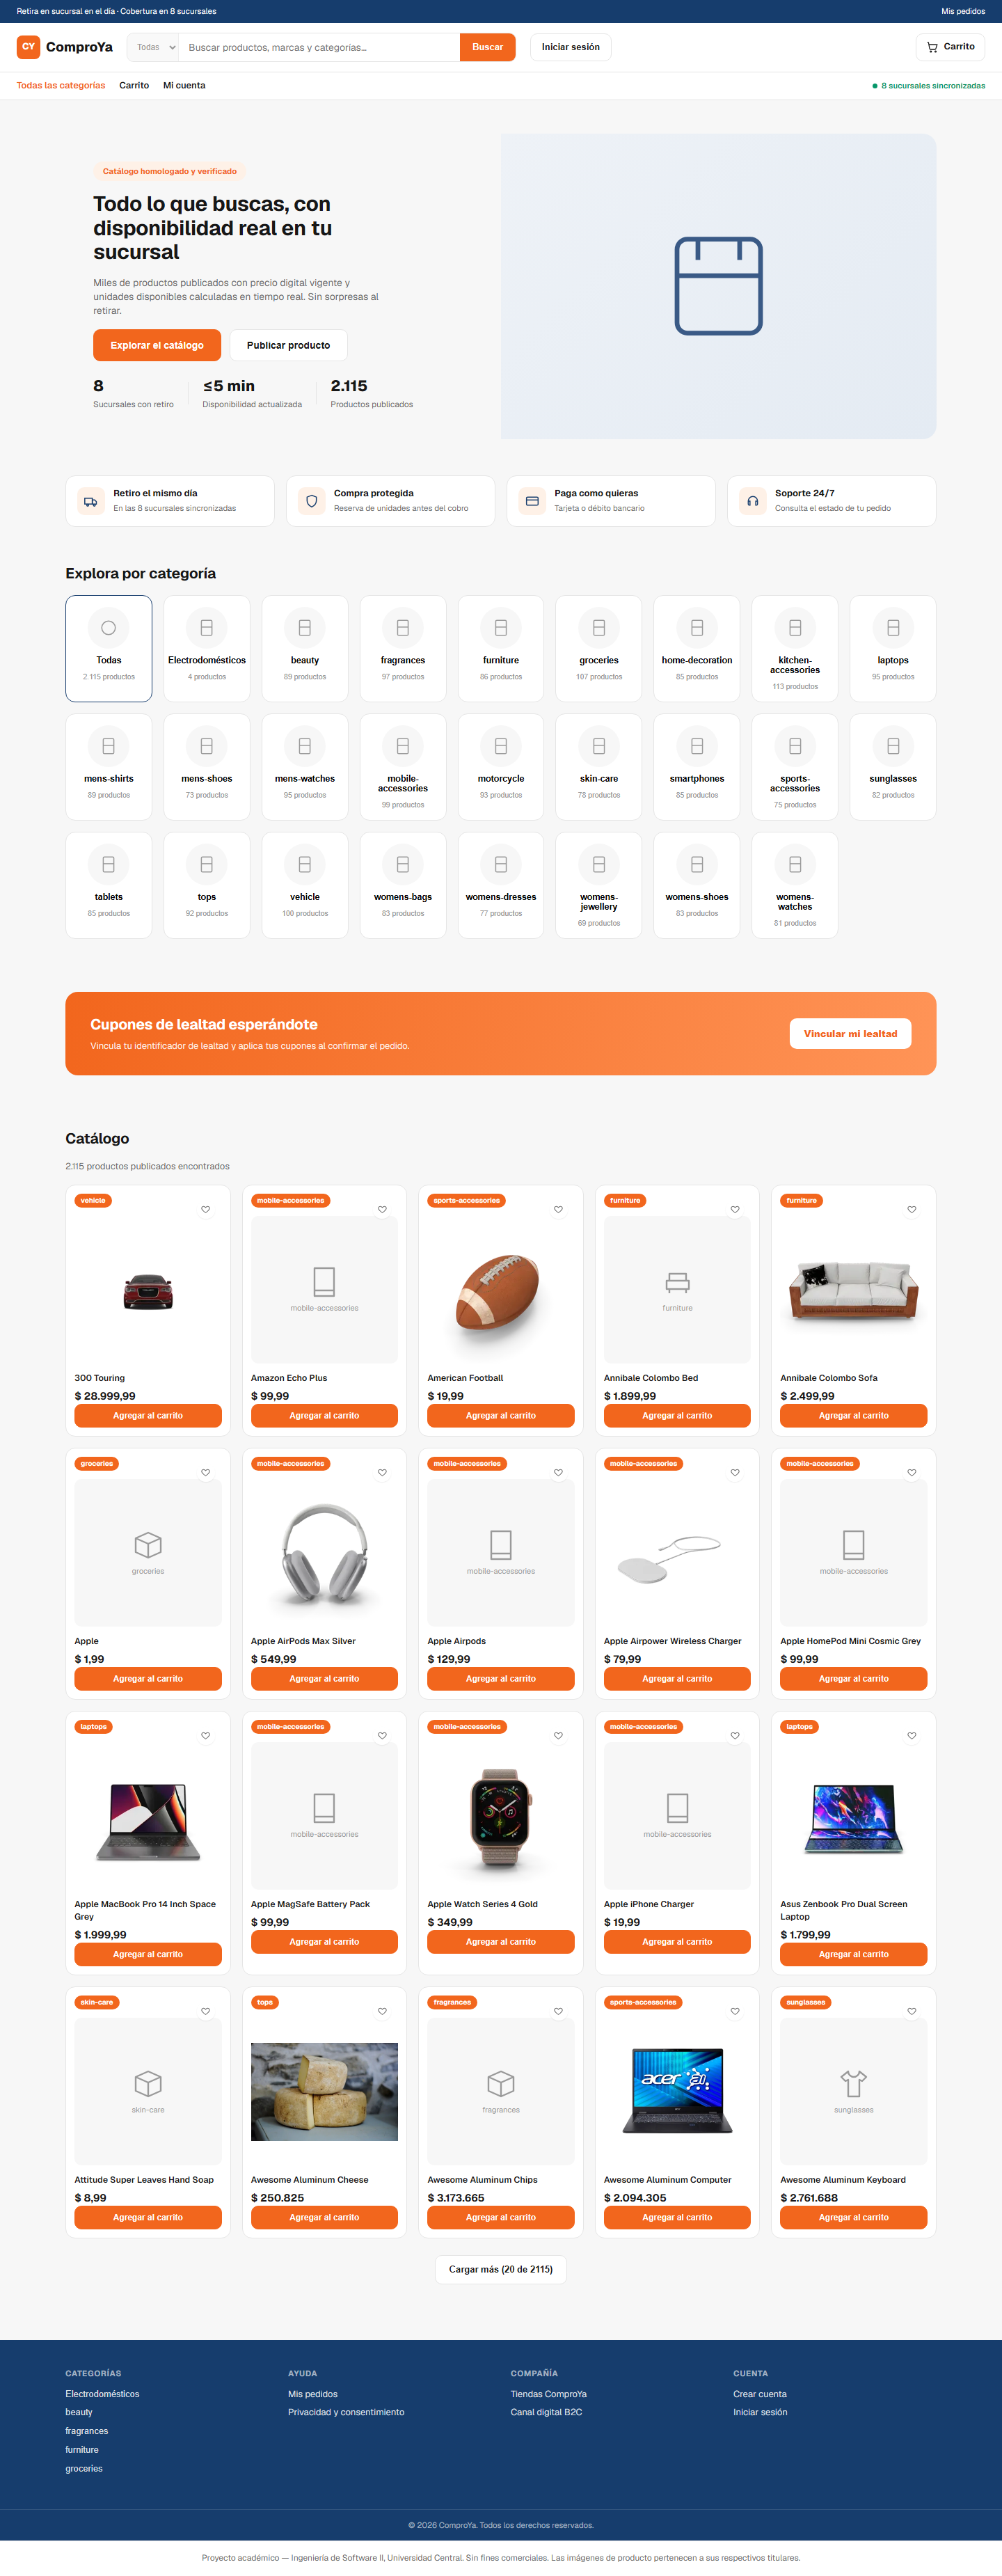 Retira en sucursal en el día · Cobertura en 8 sucursales
Mis pedidos
CY ComproYa
Todas
Buscar productos, marcas y categorías...
Buscar
Iniciar sesión
Carrito
Todas las categorías
Carrito
Mi cuenta
8 sucursales sincronizadas
Catálogo homologado y verificado
Todo lo que buscas, con
disponibilidad real en tu
sucursal
Miles de productos publicados con precio digital vigente y
unidades disponibles calculadas en tiempo real. Sin sorpresas al
retirar.
Explorar el catálogo
Publicar producto
8
Sucursales con retiro
≤5 min
Disponibilidad actualizada
2.115
Productos publicados
Retiro el mismo día
En las 8 sucursales sincronizadas
Compra protegida
Reserva de unidades antes del cobro
Paga como quieras
Tarjeta o débito bancario
Soporte 24/7
Consulta el estado de tu pedido
Explora por categoría
Todas
2.115 productos
Electrodomésticos
4 productos
beauty
89 productos
fragrances
97 productos
furniture
86 productos
groceries
107 productos
home-decoration
85 productos
kitchen-
accessories
113 productos
laptops
95 productos
mens-shirts
89 productos
mens-shoes
73 productos
mens-watches
95 productos
mobile-
accessories
99 productos
motorcycle
93 productos
skin-care
78 productos
smartphones
85 productos
sports-
accessories
75 productos
sunglasses
82 productos
tablets
85 productos
tops
92 productos
vehicle
100 productos
womens-bags
83 productos
womens-dresses
77 productos
womens-
jewellery
69 productos
womens-shoes
83 productos
womens-
watches
81 productos
Cupones de lealtad esperándote
Vincula tu identificador de lealtad y aplica tus cupones al confirmar el pedido.
Vincular mi lealtad
Catálogo
2.115 productos publicados encontrados
vehicle
300 Touring
$ 28.999,99
Agregar al carrito
mobile-accessories
mobile-accessories
Amazon Echo Plus
$ 99,99
Agregar al carrito
sports-accessories
American Football
$ 19,99
Agregar al carrito
furniture
furniture
Annibale Colombo Bed
$ 1.899,99
Agregar al carrito
furniture
Annibale Colombo Sofa
$ 2.499,99
Agregar al carrito
groceries
groceries
Apple
$ 1,99
Agregar al carrito
mobile-accessories
Apple AirPods Max Silver
$ 549,99
Agregar al carrito
mobile-accessories
mobile-accessories
Apple Airpods
$ 129,99
Agregar al carrito
mobile-accessories
Apple Airpower Wireless Charger
$ 79,99
Agregar al carrito
mobile-accessories
mobile-accessories
Apple HomePod Mini Cosmic Grey
$ 99,99
Agregar al carrito
laptops
Apple MacBook Pro 14 Inch Space
Grey
$ 1.999,99
Agregar al carrito
mobile-accessories
mobile-accessories
Apple MagSafe Battery Pack
$ 99,99
Agregar al carrito
mobile-accessories
Apple Watch Series 4 Gold
$ 349,99
Agregar al carrito
mobile-accessories
mobile-accessories
Apple iPhone Charger
$ 19,99
Agregar al carrito
laptops
Asus Zenbook Pro Dual Screen
Laptop
$ 1.799,99
Agregar al carrito
skin-care
skin-care
Attitude Super Leaves Hand Soap
$ 8,99
Agregar al carrito
tops
Awesome Aluminum Cheese
$ 250.825
Agregar al carrito
fragrances
fragrances
Awesome Aluminum Chips
$ 3.173.665
Agregar al carrito
sports-accessories
acer ai
Awesome Aluminum Computer
$ 2.094.305
Agregar al carrito
sunglasses
sunglasses
Awesome Aluminum Keyboard
$ 2.761.688
Agregar al carrito
Cargar más (20 de 2115)
CATEGORÍAS
Electrodomésticos
beauty
fragrances
furniture
groceries
AYUDA
Mis pedidos
Privacidad y consentimiento
COMPAÑÍA
Tiendas ComproYa
Canal digital B2C
CUENTA
Crear cuenta
Iniciar sesión
© 2026 ComproYa. Todos los derechos reservados.
Proyecto académico — Ingeniería de Software II, Universidad Central. Sin fines comerciales. Las imágenes de producto pertenecen a sus respectivos titulares.